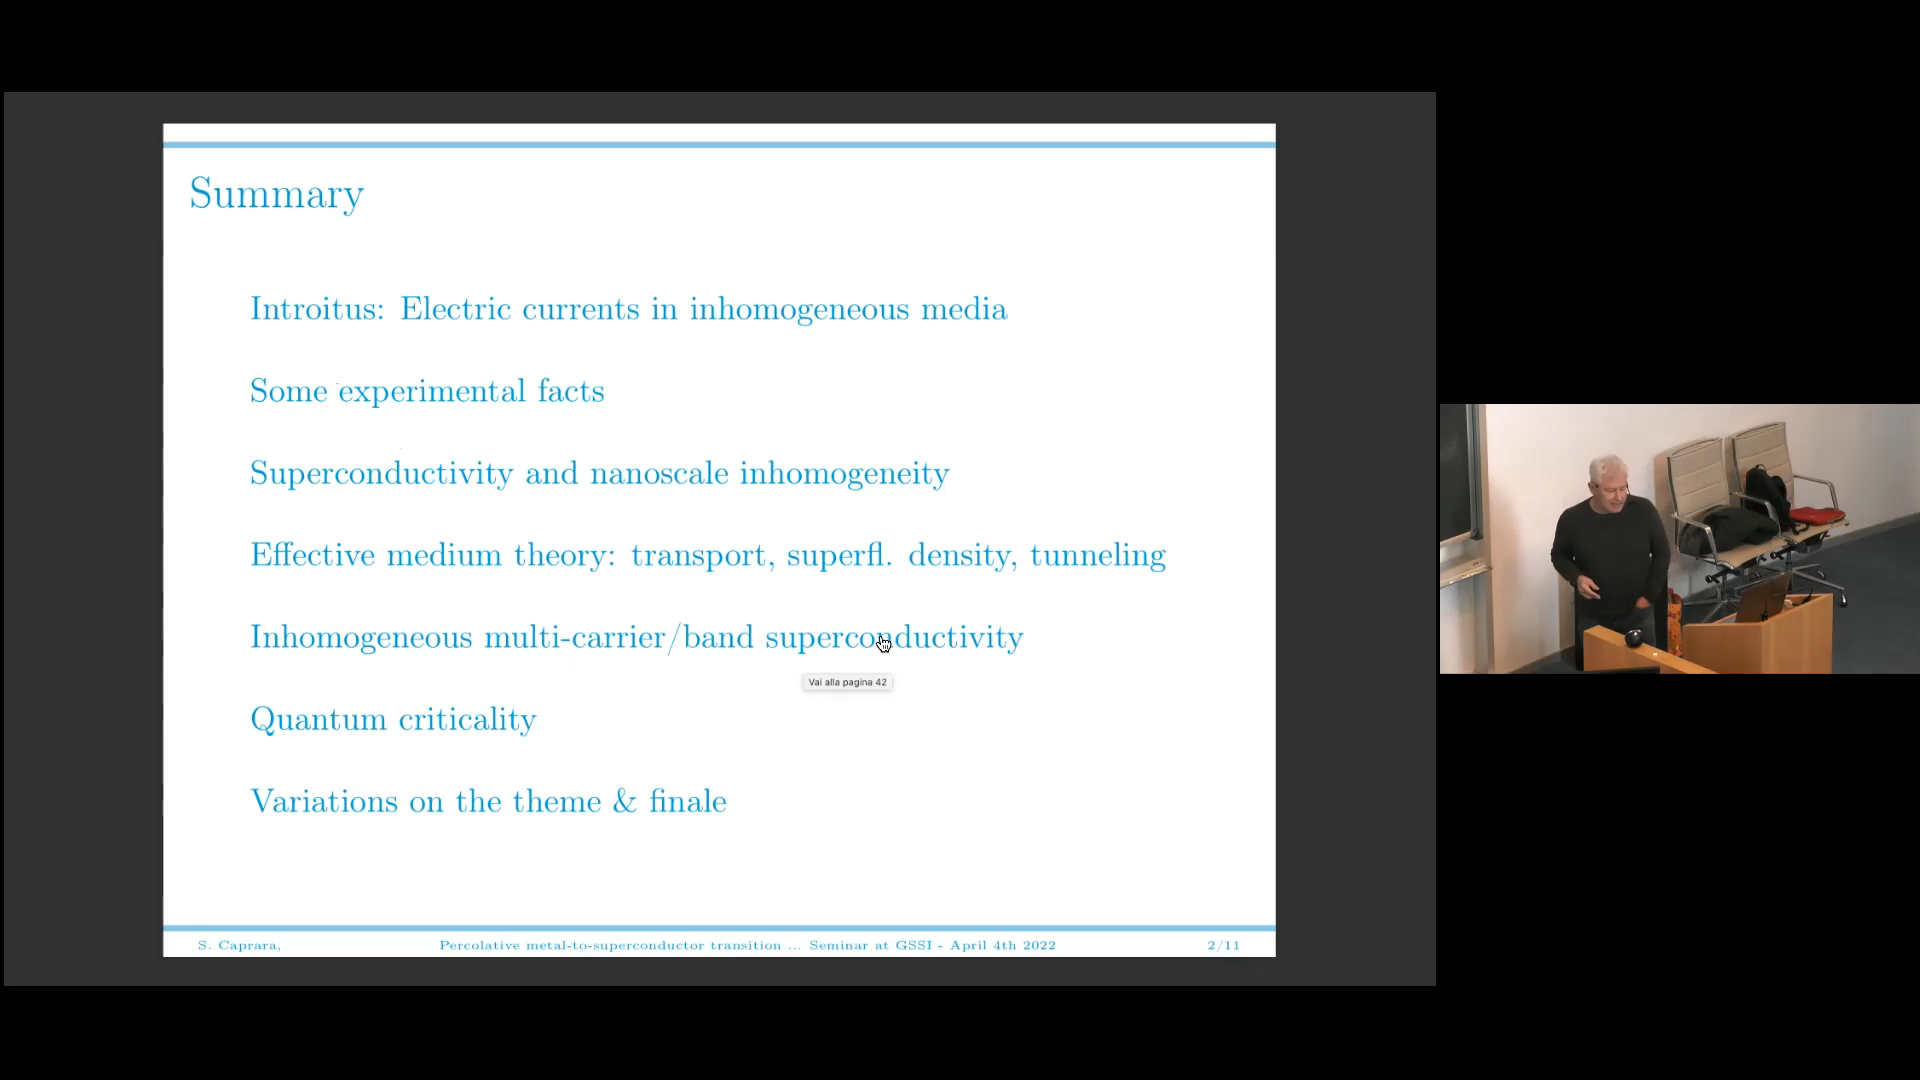 Summary
Introitus: Electric currents in inhomogeneous media
Some experimental facts
Superconductivity and nanoscale inhomogeneity
Effective medium theory: transport, superfl. density, tunneling
Inhomogeneous multi-carrier/band superconductivity
Vai alla pagina 42
Quantum criticality
Variations on the theme & finale
S. Caprara, Percolative metal-to-superconductor transition ... Seminar at GSSI - April 4th 2022 2/11